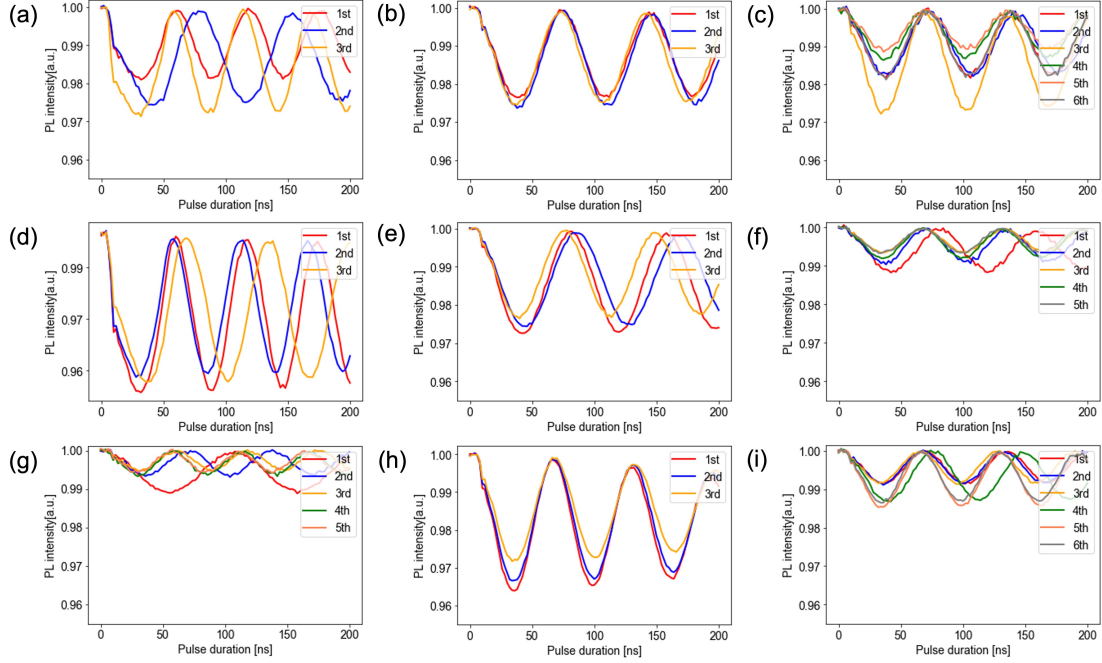 (a)
1.00
0.99
0.98
0.97
0.96
PL intensity[a.u.]
1st
2nd
3rd
0 50 100 150 200
Pulse duration [ns]
(b)
1.00
0.99
0.98
0.97
0.96
PL intensity[a.u.]
1st
2nd
3rd
0 50 100 150 200
Pulse duration [ns]
(c)
1.00
0.99
0.98
0.97
0.96
PL intensity[a.u.]
1st
2nd
3rd
4th
5th
6th
0 50 100 150 200
Pulse duration [ns]
(d)
0.99
0.97
0.96
PL intensity[a.u.]
1st
2nd
3rd
0 50 100 150 200
Pulse duration [ns]
(e)
1.00
0.99
0.98
0.97
0.96
PL intensity[a.u.]
1st
2nd
3rd
0 50 100 150 200
Pulse duration [ns]
(f)
1.00
0.99
0.98
0.97
0.96
PL intensity[a.u.]
1st
2nd
3rd
4th
5th
0 50 100 150 200
Pulse duration [ns]
(g)
1.00
0.99
0.98
0.97
0.96
PL intensity[a.u.]
1st
2nd
3rd
4th
5th
0 50 100 150 200
Pulse duration [ns]
(h)
1.00
0.99
0.98
0.97
0.96
PL intensity[a.u.]
1st
2nd
3rd
0 50 100 150 200
Pulse duration [ns]
(i)
1.00
0.99
0.98
0.97
0.96
PL intensity[a.u.]
1st
2nd
3rd
4th
5th
6th
0 50 100 150 200
Pulse duration [ns]